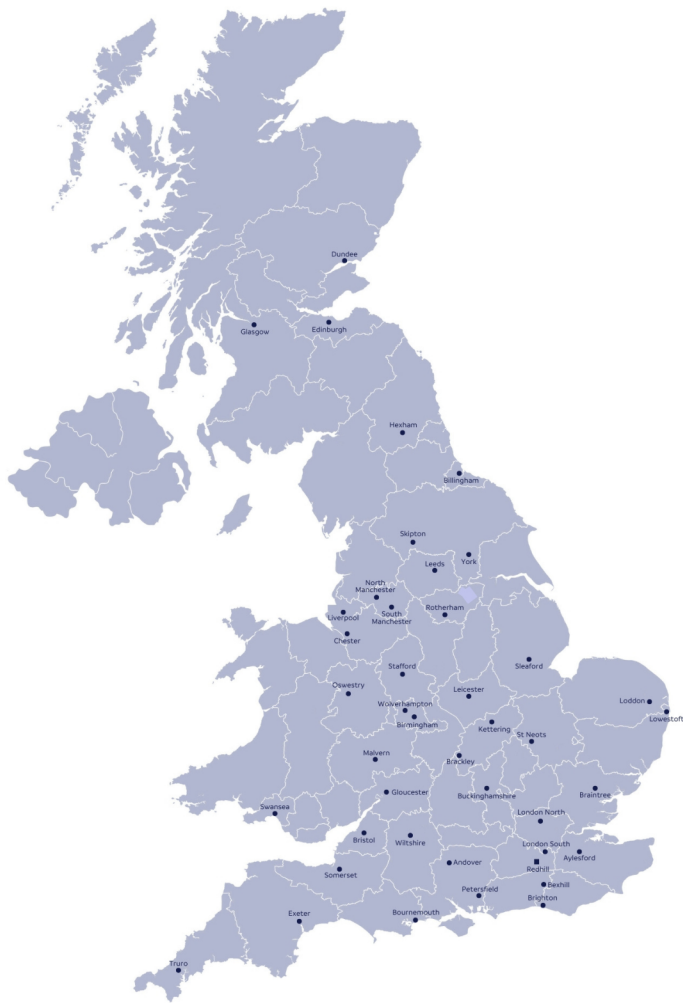 Dundee
Glasgow
Edinburgh
Hexham
Billingham
Skipton
York
Leeds
North
Manchester
Rotherham
Liverpool
South
Manchester
Chester
Sleaford
Stafford
Oswestry
Leicester
Loddon
Wolverhampton
Lowestoft
Birmingham
Kettering
St Neots
Malvern
Brackley
Gloucester
Buckinghamshire
Braintree
Swansea
London North
Bristol
Wiltshire
London South
Aylesford
Andover
Redhill
Somerset
Bexhill
Petersfield
Brighton
Exeter
Bournemouth
Truro